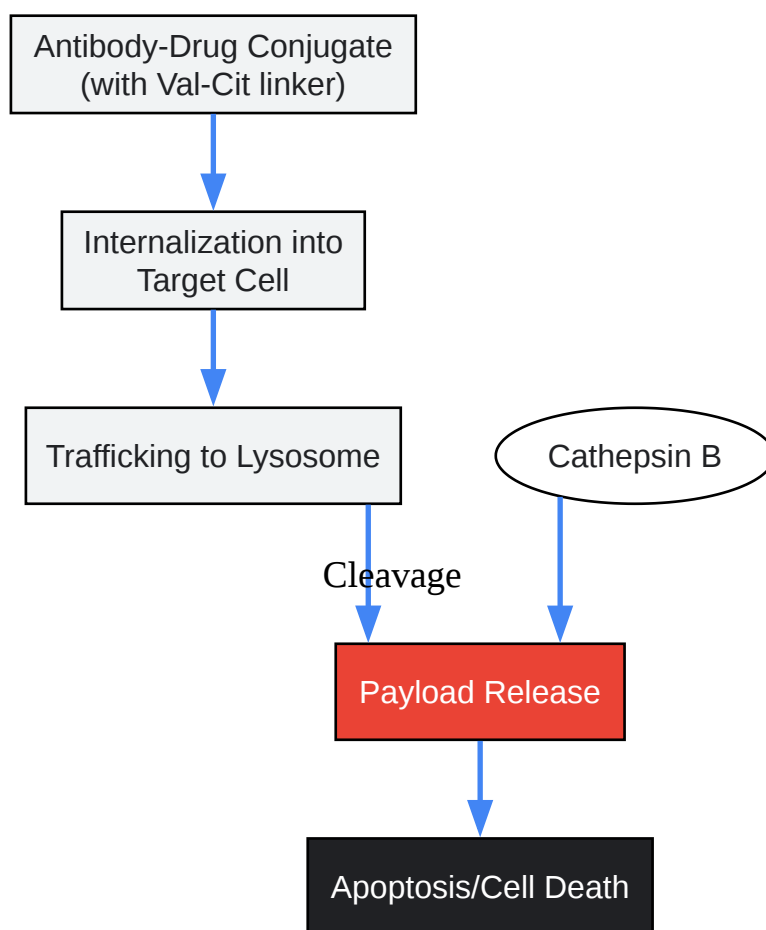 Antibody-Drug Conjugate
(with Val-Cit linker)
Internalization into
Target Cell
Trafficking to Lysosome
Cathepsin B
Cleavage
Payload Release
Apoptosis/Cell Death